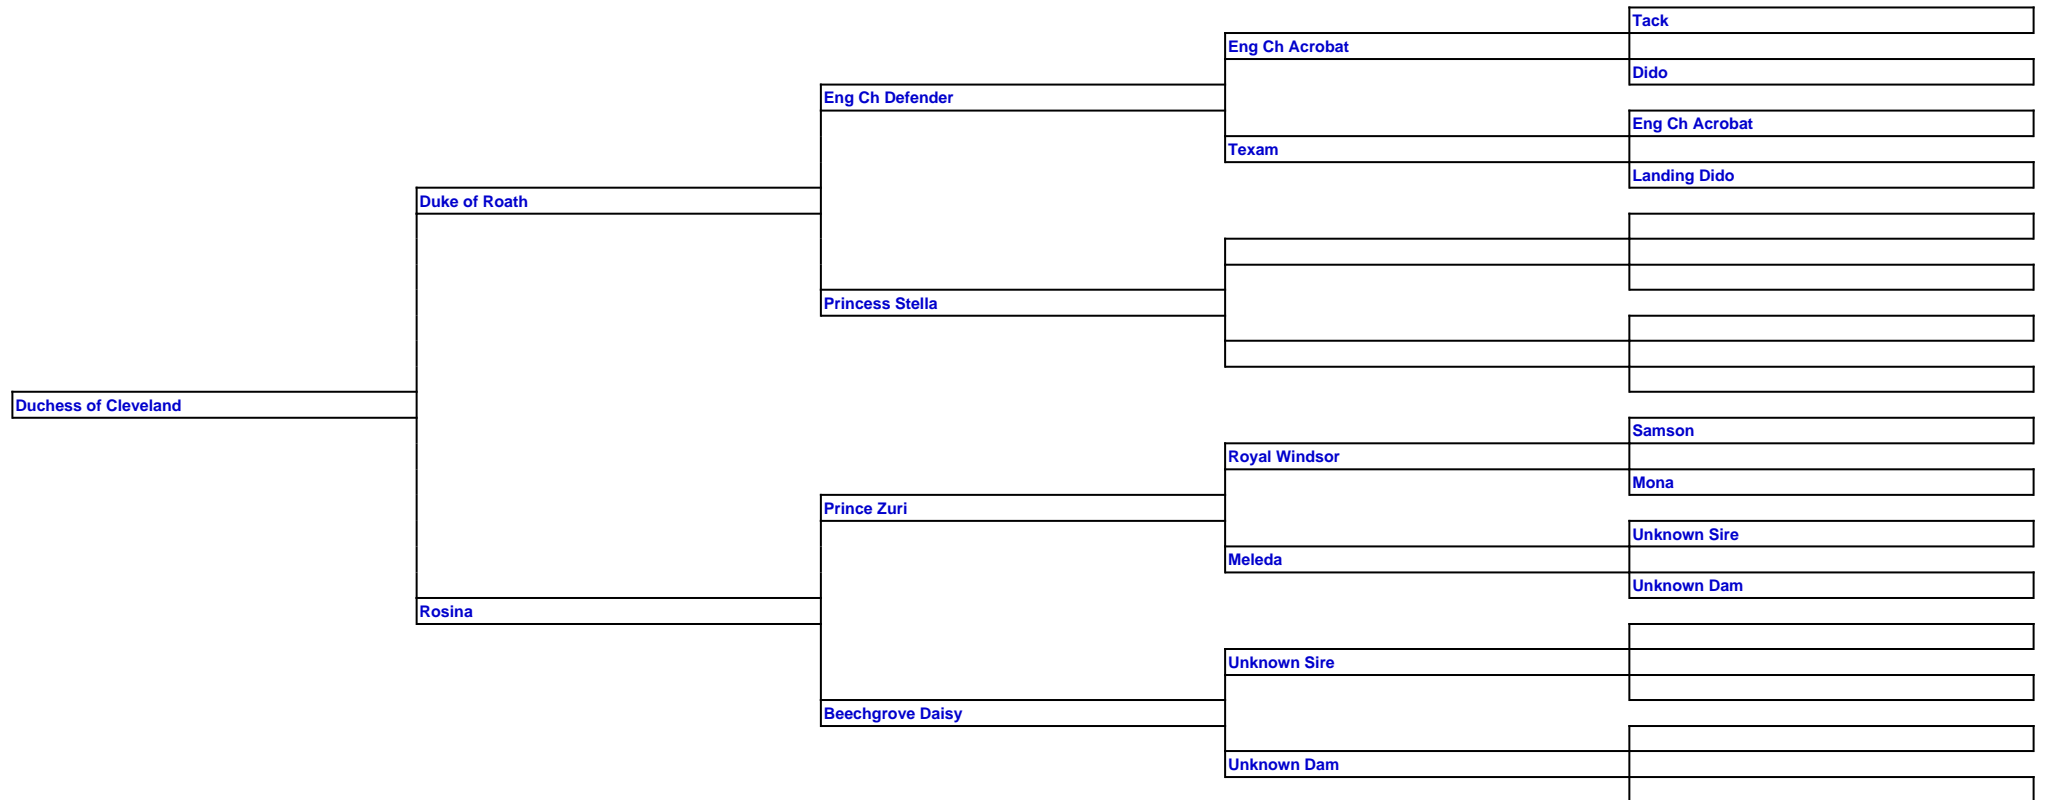 Tack
Eng Ch Acrobat
Dido
Eng Ch Defender
Eng Ch Acrobat
Texam
Landing Dido
Duke of Roath
Princess Stella
Duchess of Cleveland
Samson
Royal Windsor
Mona
Prince Zuri
Unknown Sire
Meleda
Unknown Dam
Rosina
Unknown Sire
Beechgrove Daisy
Unknown Dam